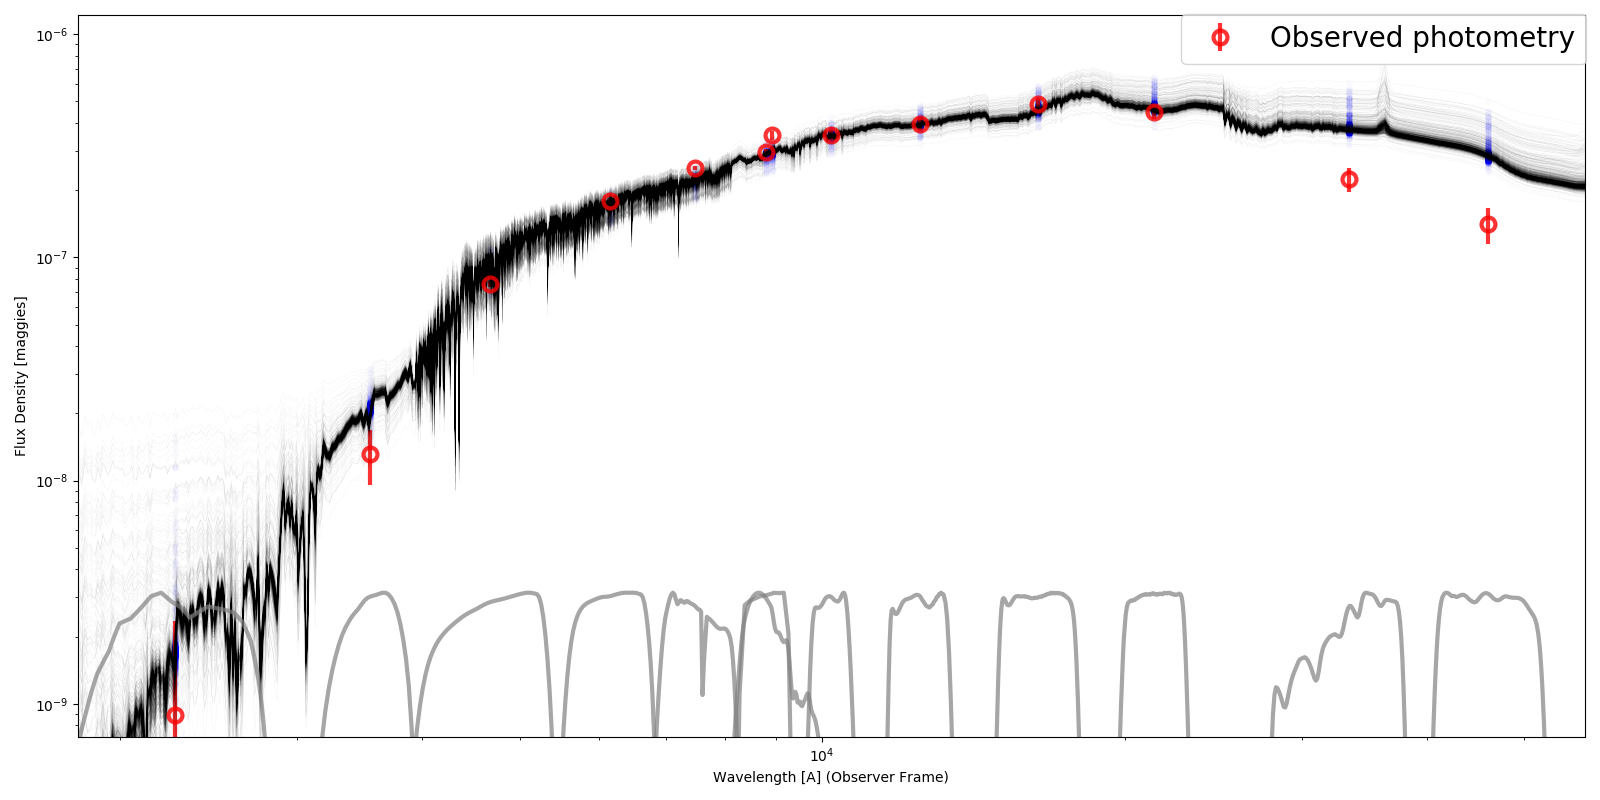 Observed photometry
Flux Density [maggies]
10⁻⁶
10⁻⁷
10⁻⁸
10⁻⁹
10⁴
Wavelength [A] (Observer Frame)